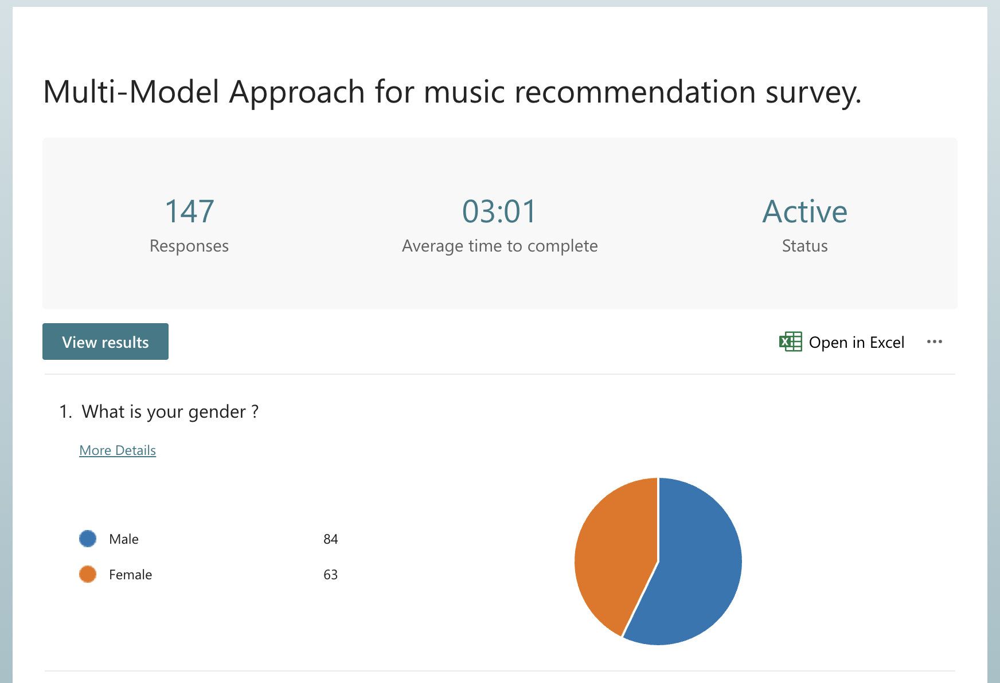 Multi-Model Approach for music recommendation survey.
147
Responses
03:01
Average time to complete
Active
Status
View results
Open in Excel
1. What is your gender ?
More Details
Male 84
Female 63